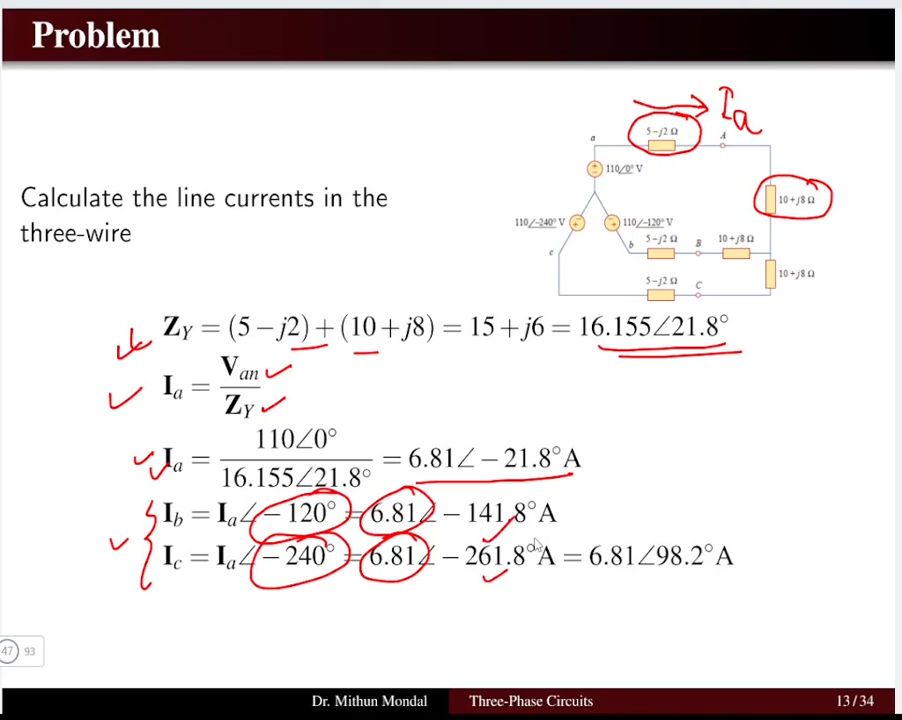 Problem
I a
5–j2 Ω
a
A
110/0° V
10+j8 Ω
Calculate the line currents in the
three-wire
110/–240° V
110/–120° V
c
b
5–j2 Ω
B
10+j8 Ω
10+j8 Ω
5–j2 Ω
C
Z_Y = (5 − j2) + (10 + j8) = 15 + j6 = 16.155∠21.8°
I_a = V_an / Z_Y
I_a = 110∠0° / 16.155∠21.8° = 6.81∠ − 21.8° A
I_b = I_a∠ − 120° = 6.81∠ − 141.8° A
I_c = I_a∠ − 240° = 6.81∠ − 261.8° A = 6.81∠98.2° A
47 93
Dr. Mithun Mondal Three-Phase Circuits 13 / 34